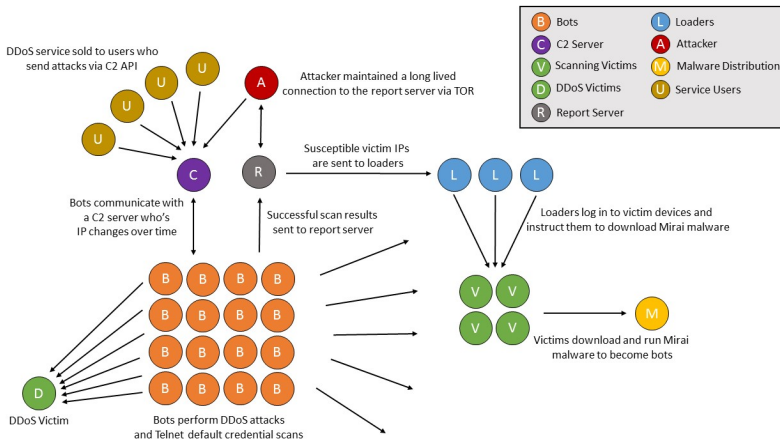 DDoS service sold to users who
send attacks via C2 API
U
U
U
U
A
Attacker maintained a long lived
connection to the report server via TOR
B Bots
C C2 Server
V Scanning Victims
D DDoS Victims
R Report Server
L Loaders
A Attacker
M Malware Distribution
U Service Users
C
R
Susceptible victim IPs
are sent to loaders
L L L
Bots communicate with
a C2 server who's
IP changes over time
Successful scan results
sent to report server
Loaders log in to victim devices and
instruct them to download Mirai malware
B B B B
B B B B
B B B B
B B B B
V V
V V
M
Victims download and run Mirai
malware to become bots
D
DDoS Victim
Bots perform DDoS attacks
and Telnet default credential scans